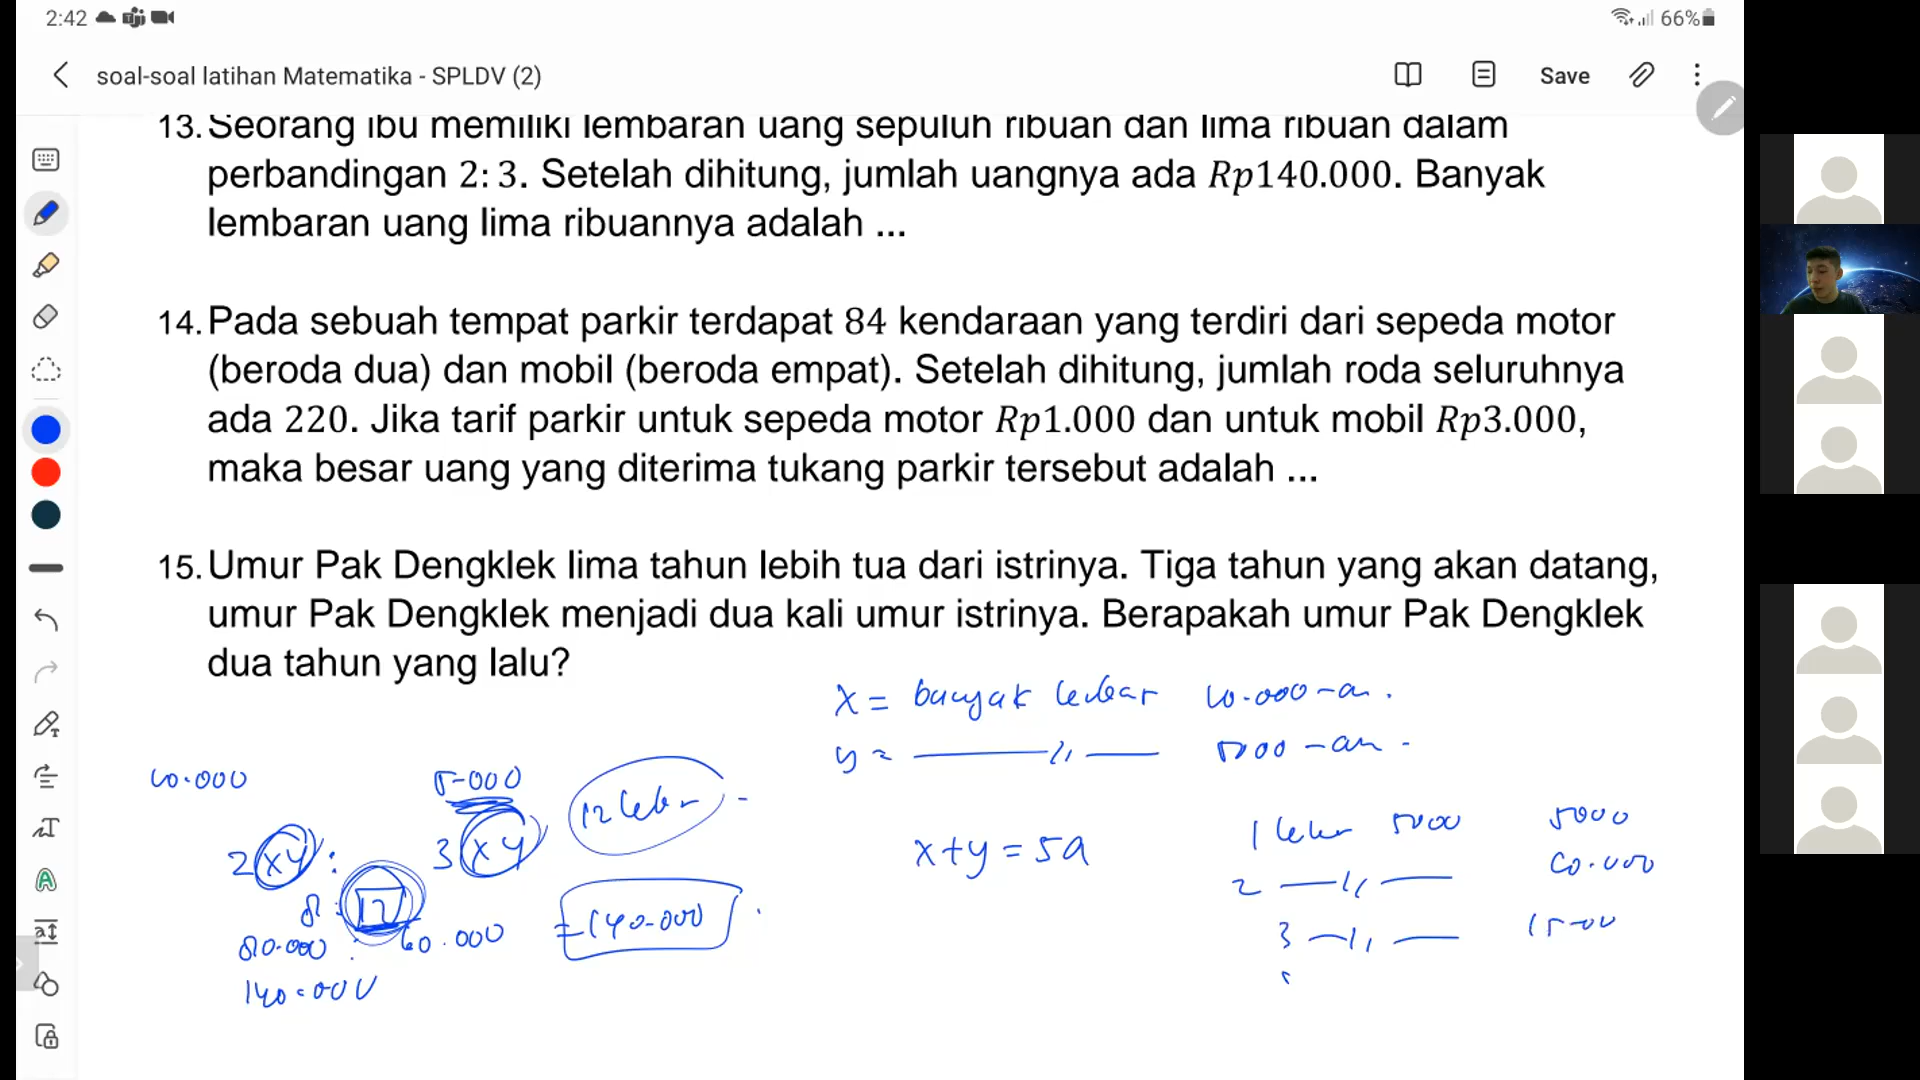 2:42
66%
soal-soal latihan Matematika - SPLDV (2)
Save
13. Seorang ibu memiliki lembaran uang sepuluh ribuan dan lima ribuan dalam
perbandingan 2: 3. Setelah dihitung, jumlah uangnya ada Rp140.000. Banyak
lembaran uang lima ribuannya adalah ...
14. Pada sebuah tempat parkir terdapat 84 kendaraan yang terdiri dari sepeda motor
(beroda dua) dan mobil (beroda empat). Setelah dihitung, jumlah roda seluruhnya
ada 220. Jika tarif parkir untuk sepeda motor Rp1.000 dan untuk mobil Rp3.000,
maka besar uang yang diterima tukang parkir tersebut adalah ...
15. Umur Pak Dengklek lima tahun lebih tua dari istrinya. Tiga tahun yang akan datang,
umur Pak Dengklek menjadi dua kali umur istrinya. Berapakah umur Pak Dengklek
dua tahun yang lalu?
x = banyak lembar 10.000-an.
y = 5000-an.
10.000 5.000 12 lembar
2 x 4 : 3 x 4
x+y = 5a
8 : 12
80.000 : 60.000 = 140.000
140.000
1 lembar 5000 5000
2 10.000
3